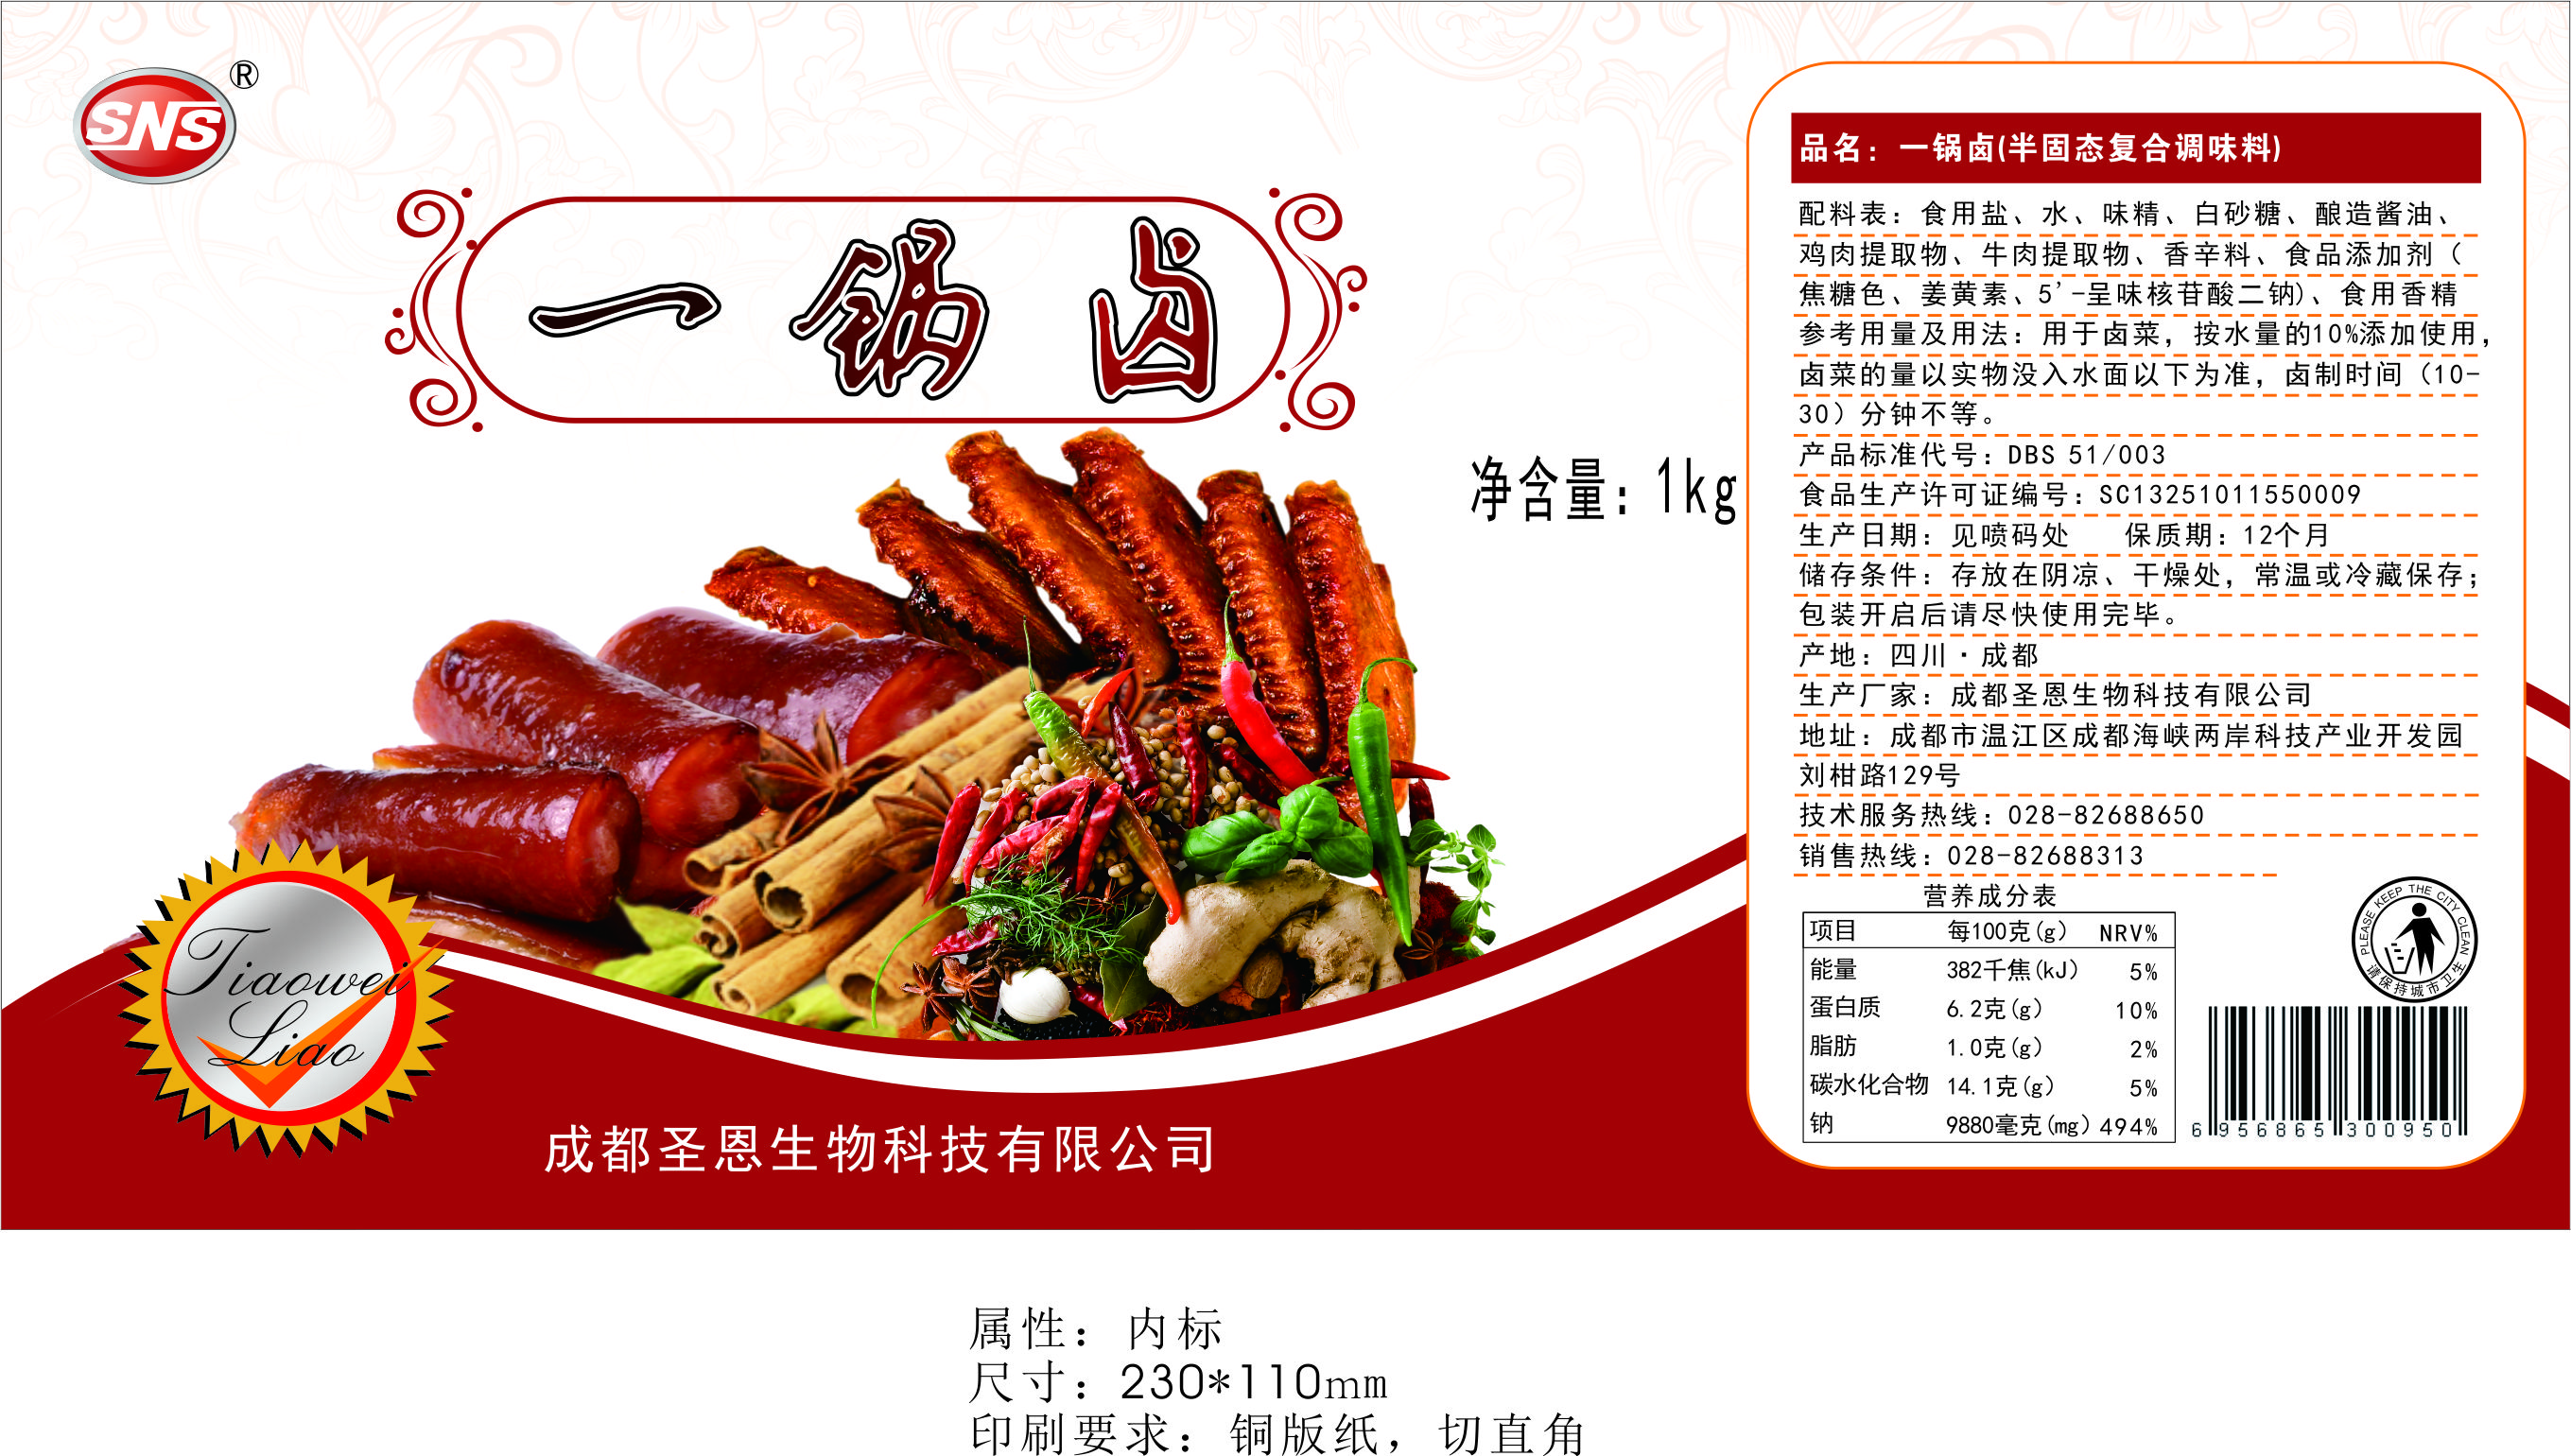 SNS®
一锅卤
净含量：1kg
Tiaowei
Liao
成都圣恩生物科技有限公司
品名：一锅卤(半固态复合调味料)
配料表：食用盐、水、味精、白砂糖、酿造酱油、
鸡肉提取物、牛肉提取物、香辛料、食品添加剂（
焦糖色、姜黄素、5'-呈味核苷酸二钠)、食用香精
参考用量及用法：用于卤菜，按水量的10%添加使用，
卤菜的量以实物没入水面以下为准，卤制时间（10-
30）分钟不等。
产品标准代号：DBS 51/003
食品生产许可证编号：SC13251011550009
生产日期：见喷码处 保质期：12个月
储存条件：存放在阴凉、干燥处，常温或冷藏保存；
包装开启后请尽快使用完毕。
产地：四川·成都
生产厂家：成都圣恩生物科技有限公司
地址：成都市温江区成都海峡两岸科技产业开发园
刘柑路129号
技术服务热线：028-82688650
销售热线：028-82688313
营养成分表
项目 每100克(g) NRV%
能量 382千焦(kJ) 5%
蛋白质 6.2克(g) 10%
脂肪 1.0克(g) 2%
碳水化合物 14.1克(g) 5%
钠 9880毫克(mg) 494%
PLEASE KEEP THE CITY CLEAN
请保持城市卫生
6 956865 300950
属性：内标
尺寸：230*110mm
印刷要求：铜版纸，切直角